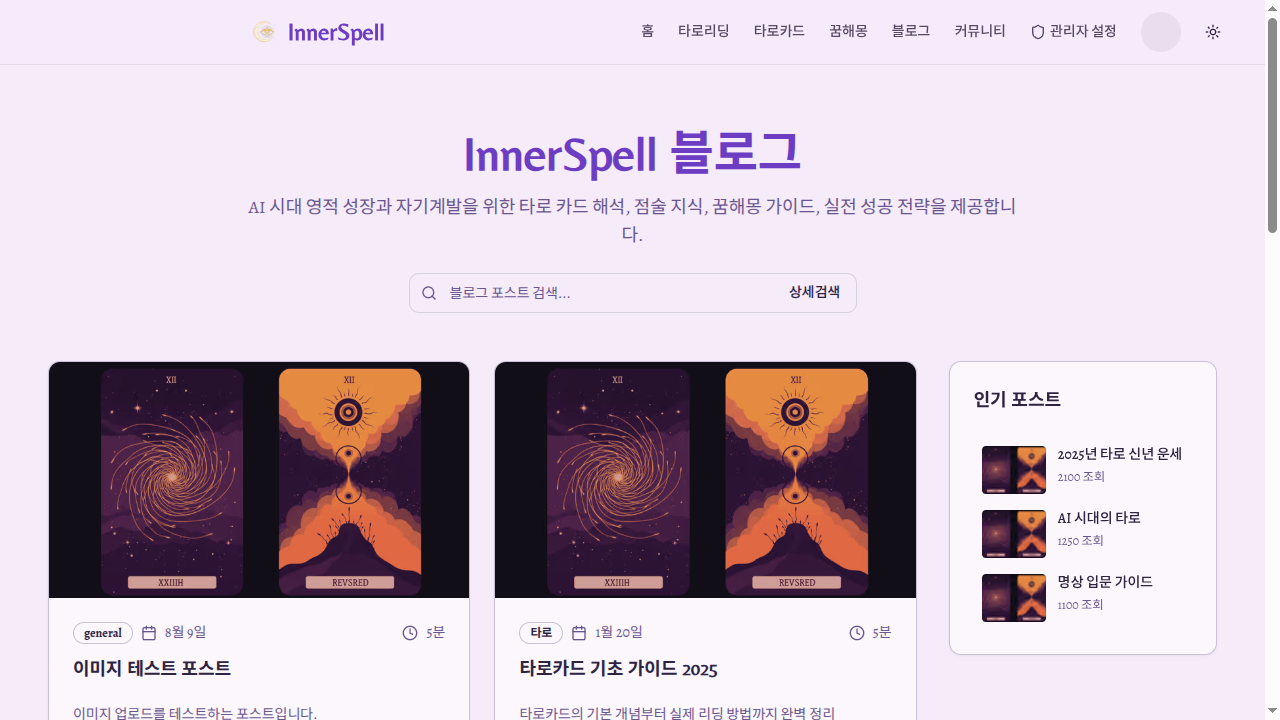 InnerSpell
홈 타로리딩 타로카드 꿈해몽 블로그 커뮤니티 관리자 설정
InnerSpell 블로그
AI 시대 영적 성장과 자기계발을 위한 타로 카드 해석, 점술 지식, 꿈해몽 가이드, 실전 성공 전략을 제공합니
다.
블로그 포스트 검색...
상세검색
XII
XII
XXIIIH
REVSRED
general
8월 9일
5분
이미지 테스트 포스트
이미지 업로드를 테스트하는 포스트입니다.
XII
XII
XXIIIH
REVSRED
타로
1월 20일
5분
타로카드 기초 가이드 2025
타로카드의 기본 개념부터 실제 리딩 방법까지 완벽 정리
인기 포스트
2025년 타로 신년 운세
2100 조회
AI 시대의 타로
1250 조회
명상 입문 가이드
1100 조회